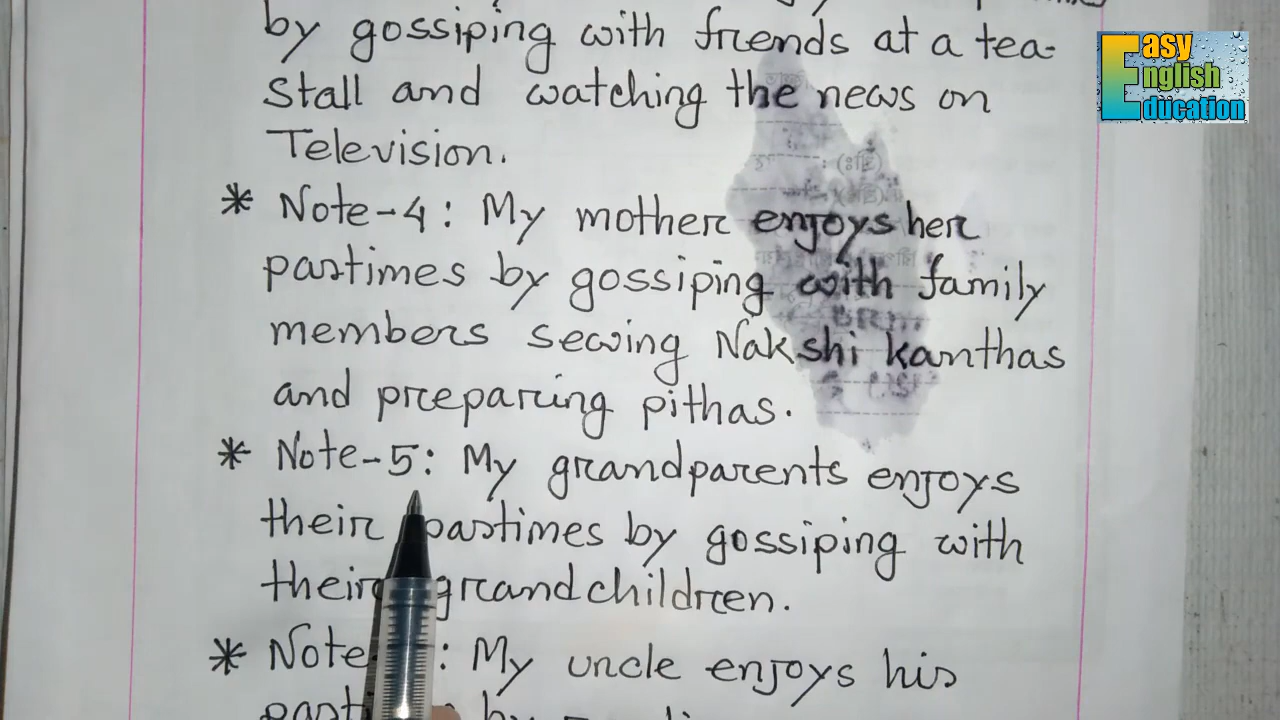 by gossiping with friends at a tea-
stall and watching the news on
Television.
* Note-4: My mother enjoys her
pastimes by gossiping with family
members sewing Nakshi kanthas
and preparing pithas.
* Note-5: My grandparents enjoys
their pastimes by gossiping with
their grandchildren.
* Note : My uncle enjoys his
by
Easy
English
Education